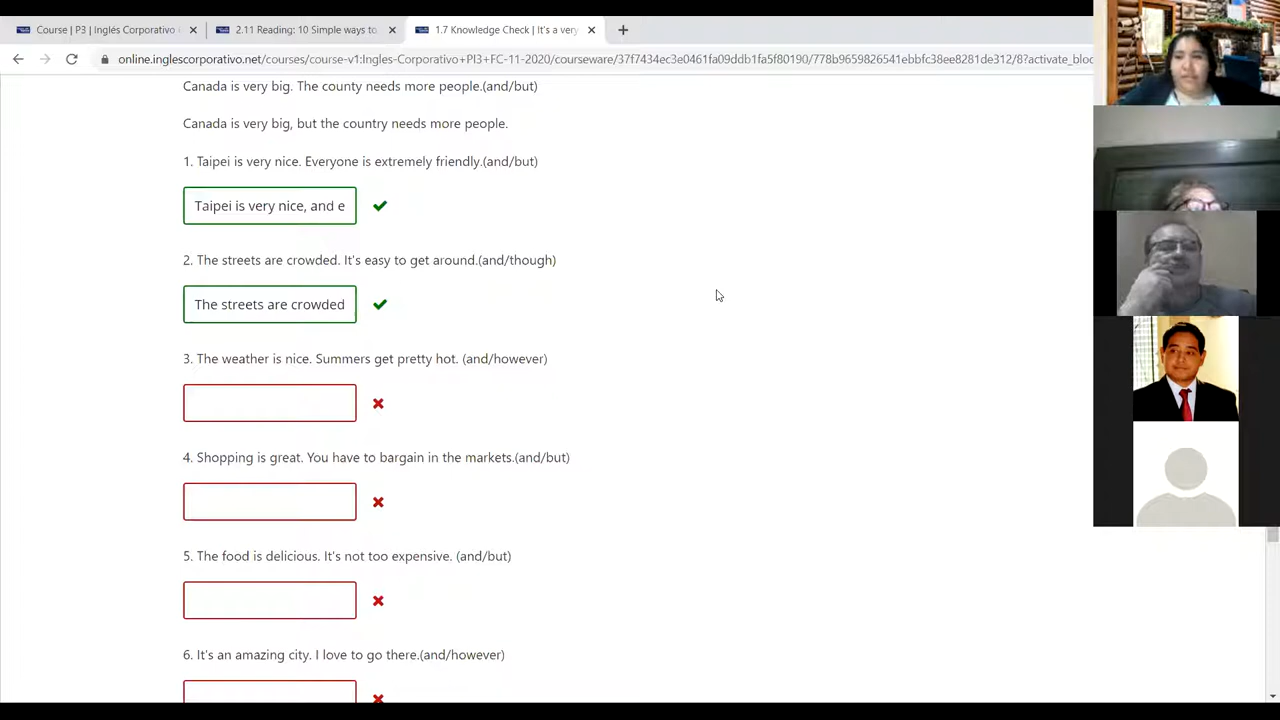 Course | P3 | Inglés Corporativo
2.11 Reading: 10 Simple ways to
1.7 Knowledge Check | It's a very
online.inglescorporativo.net/courses/course-v1:Ingles-Corporativo+PI3+FC-11-2020/courseware/37f7434ec3e0461fa09ddb1fa5f80190/778b9659826541ebbfc38ee8281de312/8?activate_bloc
Canada is very big. The county needs more people.(and/but)
Canada is very big, but the country needs more people.
1. Taipei is very nice. Everyone is extremely friendly.(and/but)
Taipei is very nice, and e
2. The streets are crowded. It's easy to get around.(and/though)
The streets are crowded
3. The weather is nice. Summers get pretty hot. (and/however)
4. Shopping is great. You have to bargain in the markets.(and/but)
5. The food is delicious. It's not too expensive. (and/but)
6. It's an amazing city. I love to go there.(and/however)